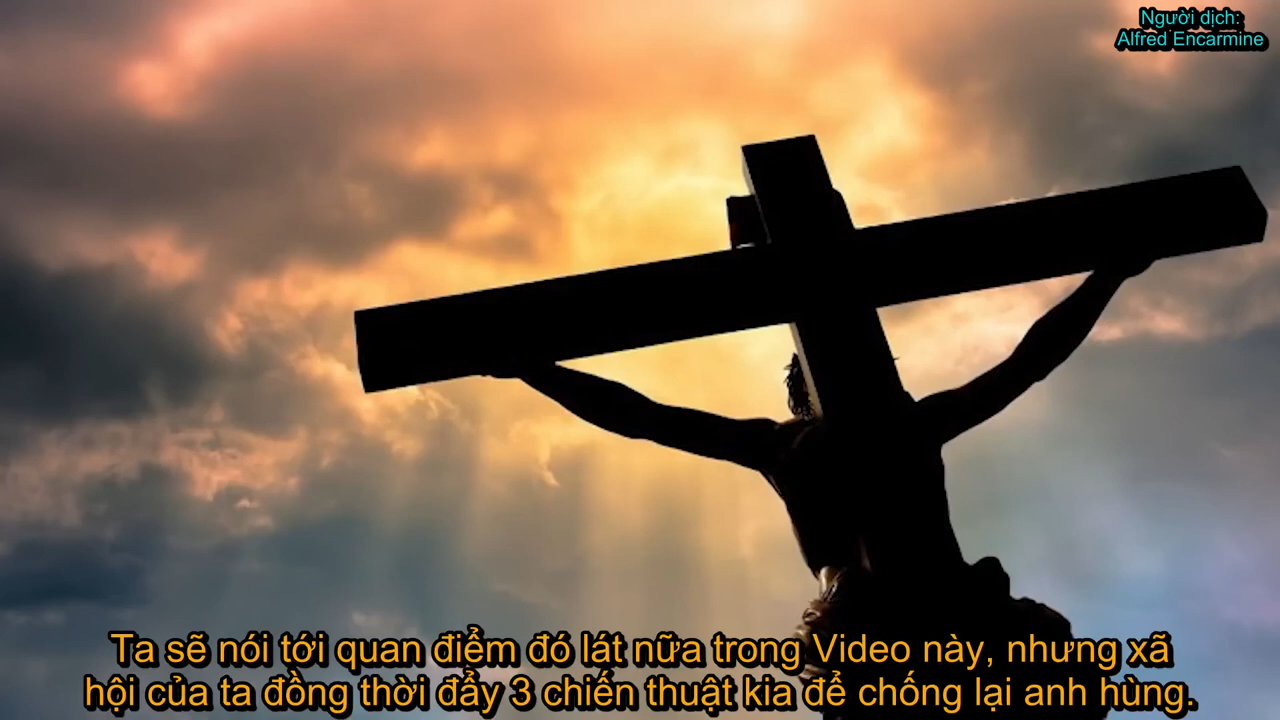 Người dịch:
Alfred Encarmine
Ta sẽ nói tới quan điểm đó lát nữa trong Video này, nhưng xã
hội của ta đồng thời đẩy 3 chiến thuật kia để chống lại anh hùng.